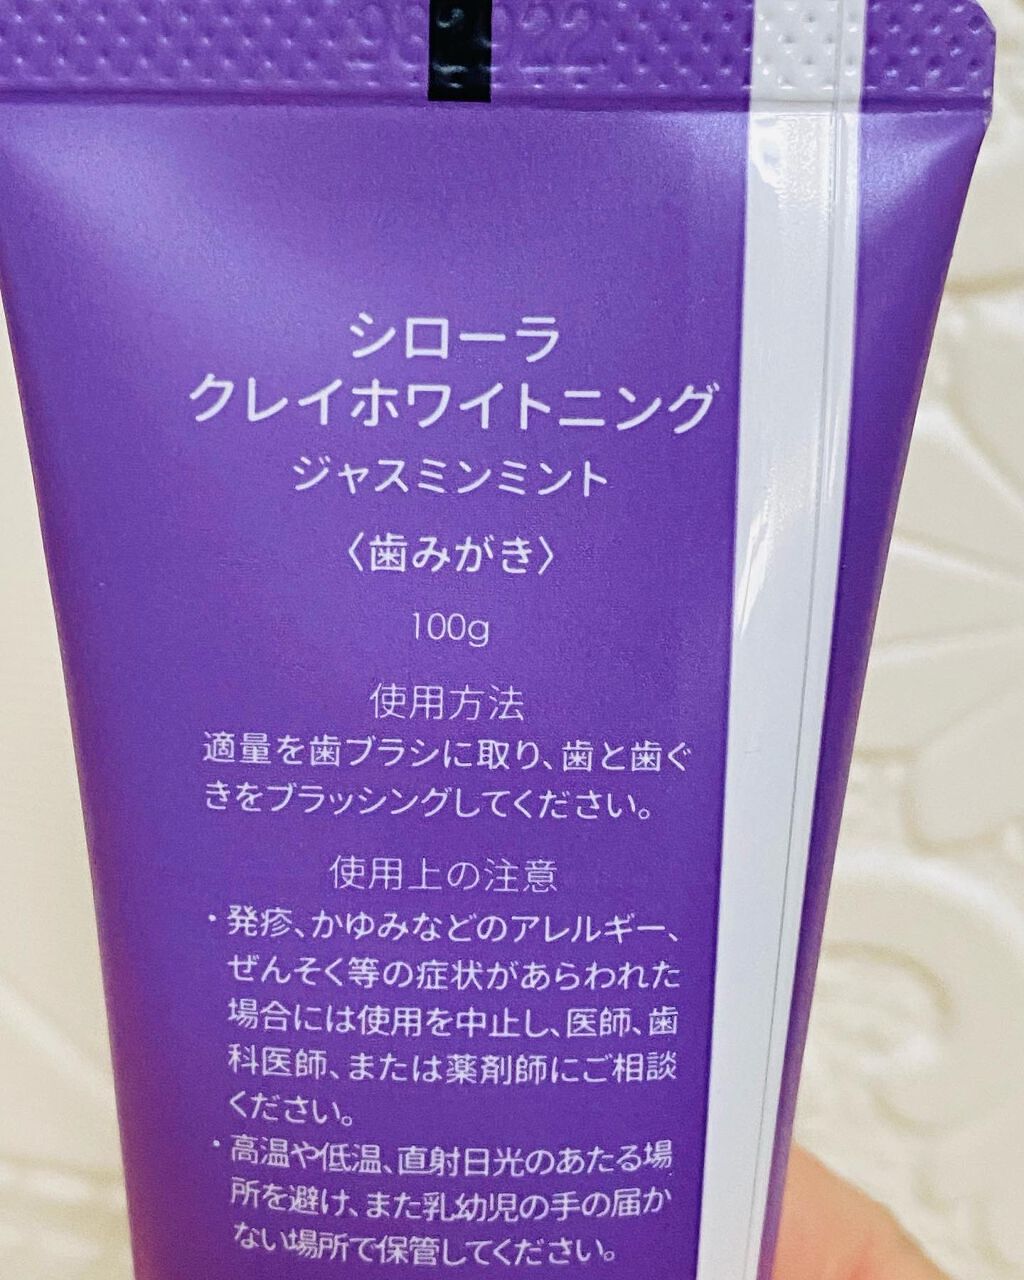 シローラ
クレイホワイトニング
ジャスミンミント
〈歯みがき〉
100g
使用方法
適量を歯ブラシに取り、歯と歯ぐ
きをブラッシングしてください。
使用上の注意
・発疹、かゆみなどのアレルギー、
ぜんそく等の症状があらわれた
場合には使用を中止し、医師、歯
科医師、または薬剤師にご相談
ください。
・高温や低温、直射日光のあたる場
所を避け、また乳幼児の手の届か
ない場所で保管してください。